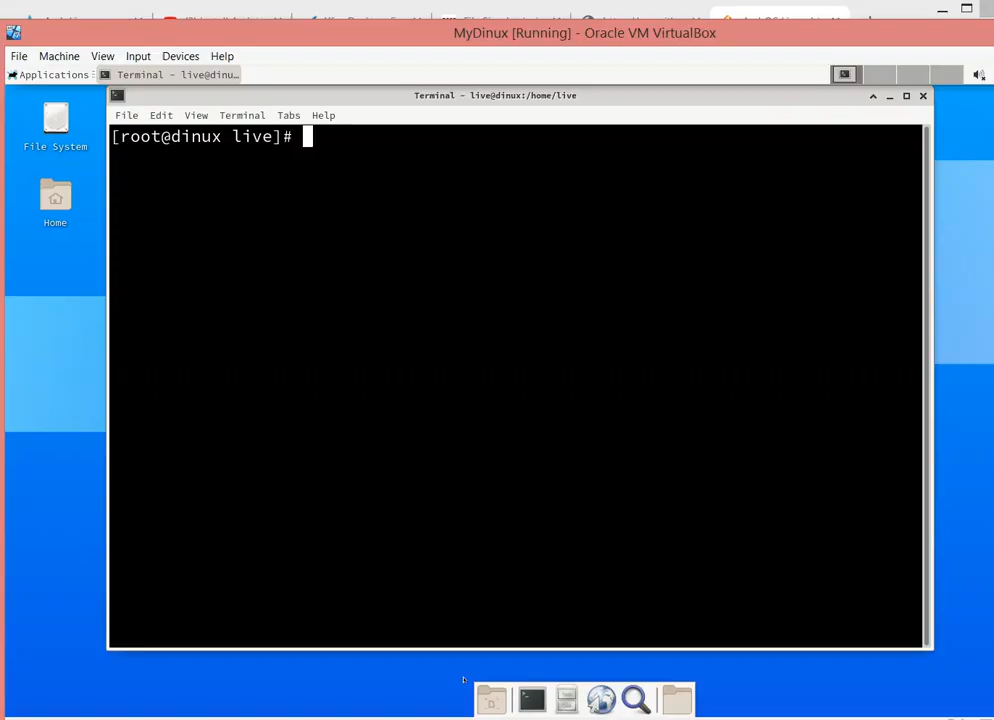 MyDinux [Running] - Oracle VM VirtualBox
File Machine View Input Devices Help
Applications Terminal - live@dinu...
Terminal - live@dinux:/home/live
File Edit View Terminal Tabs Help
[root@dinux live]#
File System
Home